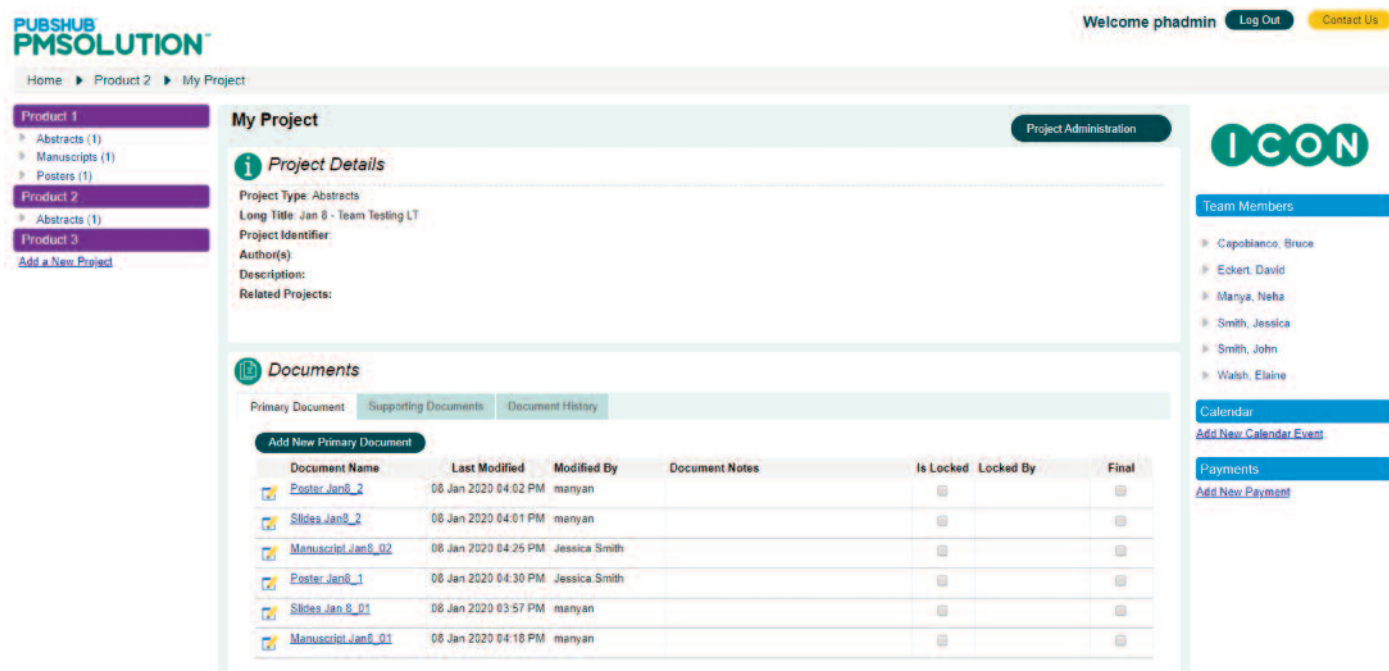 PUBSHUB
PMSOLUTION
Welcome phadmin Log Out Contact Us
Home Product 2 My Project
Product 1
Abstracts (1)
Manuscripts (1)
Posters (1)
Product 2
Abstracts (1)
Product 3
Add a New Project
My Project
Project Administration
Project Details
Project Type: Abstracts
Long Title: Jan 8 - Team Testing LT
Project Identifier:
Author(s):
Description:
Related Projects:
Documents
Primary Document Supporting Documents Document History
Add New Primary Document
Document Name Last Modified Modified By Document Notes Is Locked Locked By Final
Poster Jan8_2 08 Jan 2020 04:02 PM manyan
Slides Jan8_2 08 Jan 2020 04:01 PM manyan
Manuscript Jan8_02 08 Jan 2020 04:25 PM Jessica Smith
Poster Jan8_1 08 Jan 2020 04:30 PM Jessica Smith
Slides Jan 8_01 08 Jan 2020 03:57 PM manyan
Manuscript Jan8_01 08 Jan 2020 04:18 PM manyan
ICON
Team Members
Capobianco, Bruce
Eckert, David
Manya, Neha
Smith, Jessica
Smith, John
Walsh, Elaine
Calendar
Add New Calendar Event
Payments
Add New Payment